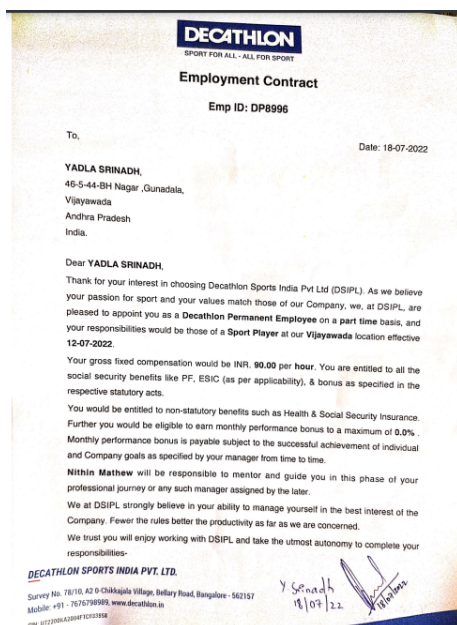 DECATHLON
SPORT FOR ALL - ALL FOR SPORT
Employment Contract
Emp ID: DP8996
To,
Date: 18-07-2022
YADLA SRINADH,
46-5-44-BH Nagar ,Gunadala,
Vijayawada
Andhra Pradesh
India.
Dear YADLA SRINADH,
Thank for your interest in choosing Decathlon Sports India Pvt Ltd (DSIPL). As we believe
your passion for sport and your values match those of our Company, we, at DSIPL, are
pleased to appoint you as a Decathlon Permanent Employee on a part time basis, and
your responsibilities would be those of a Sport Player at our Vijayawada location effective
12-07-2022.
Your gross fixed compensation would be INR. 90.00 per hour. You are entitled to all the
social security benefits like PF, ESIC (as per applicability), & bonus as specified in the
respective statutory acts.
You would be entitled to non-statutory benefits such as Health & Social Security Insurance.
Further you would be eligible to earn monthly performance bonus to a maximum of 0.0% .
Monthly performance bonus is payable subject to the successful achievement of individual
and Company goals as specified by your manager from time to time.
Nithin Mathew will be responsible to mentor and guide you in this phase of your
professional journey or any such manager assigned by the later.
We at DSIPL strongly believe in your ability to manage yourself in the best interest of the
Company. Fewer the rules better the productivity as far as we are concerned.
We trust you will enjoy working with DSIPL and take the utmost autonomy to complete your
responsibilities-
DECATHLON SPORTS INDIA PVT. LTD.
Survey No. 78/10, A2 0-Chikkajala Village, Bellary Road, Bangalore - 562157
Mobile: +91 - 7676798989, www.decathlon.in
Y. Srinadh
18/07/22
18/07/2022